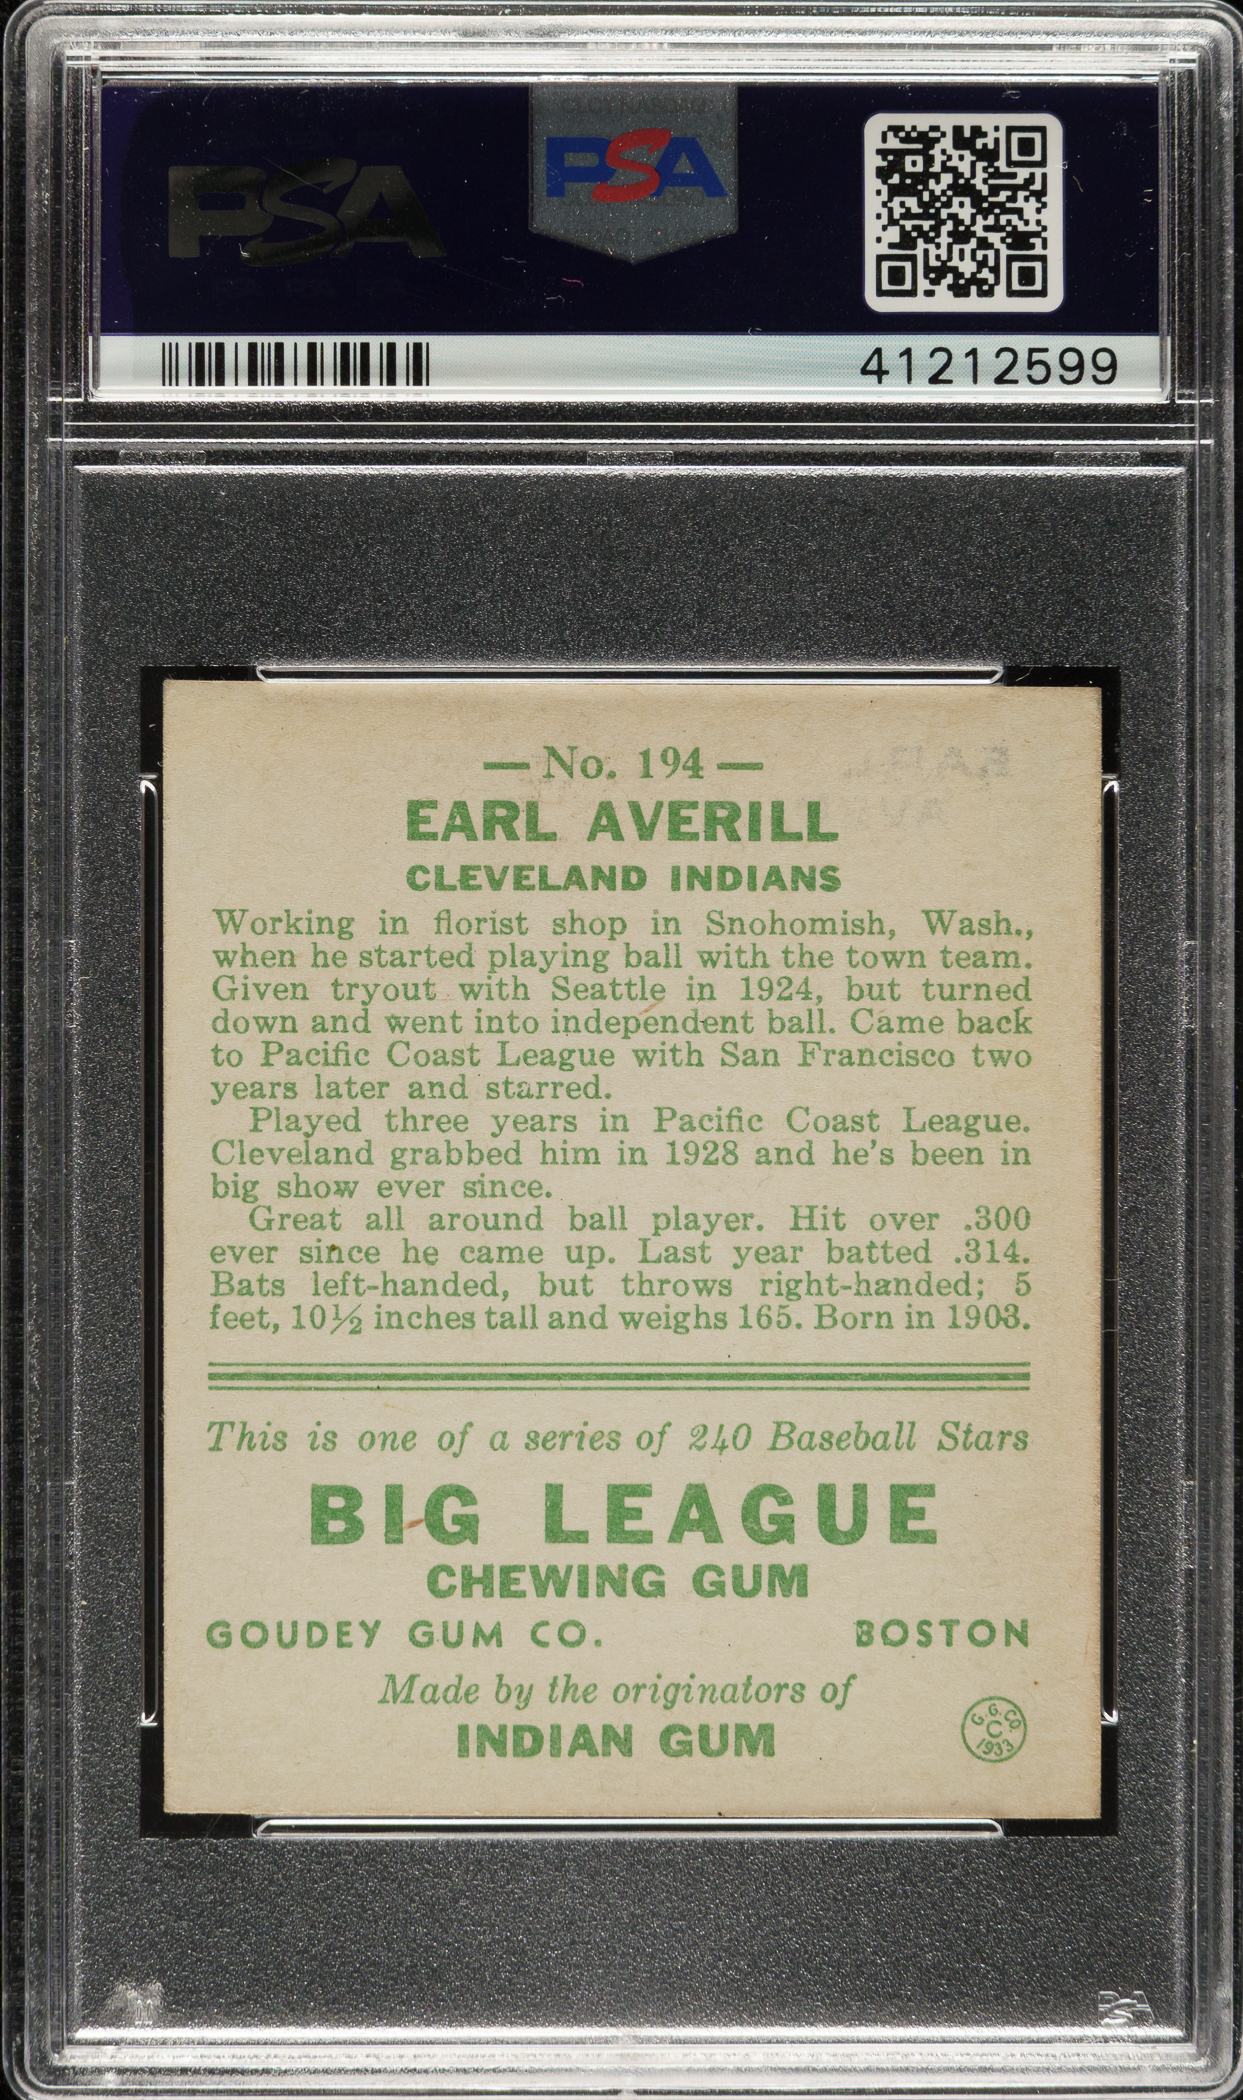 PSA
PSA
41212599
— No. 194 —
EARL AVERILL
CLEVELAND INDIANS
Working in florist shop in Snohomish, Wash.,
when he started playing ball with the town team.
Given tryout with Seattle in 1924, but turned
down and went into independent ball. Came back
to Pacific Coast League with San Francisco two
years later and starred.
Played three years in Pacific Coast League.
Cleveland grabbed him in 1928 and he's been in
big show ever since.
Great all around ball player. Hit over .300
ever since he came up. Last year batted .314.
Bats left-handed, but throws right-handed; 5
feet, 10½ inches tall and weighs 165. Born in 1903.
This is one of a series of 240 Baseball Stars
BIG LEAGUE
CHEWING GUM
GOUDEY GUM CO. BOSTON
Made by the originators of
INDIAN GUM
G. G. CO.
C
1933
PSA